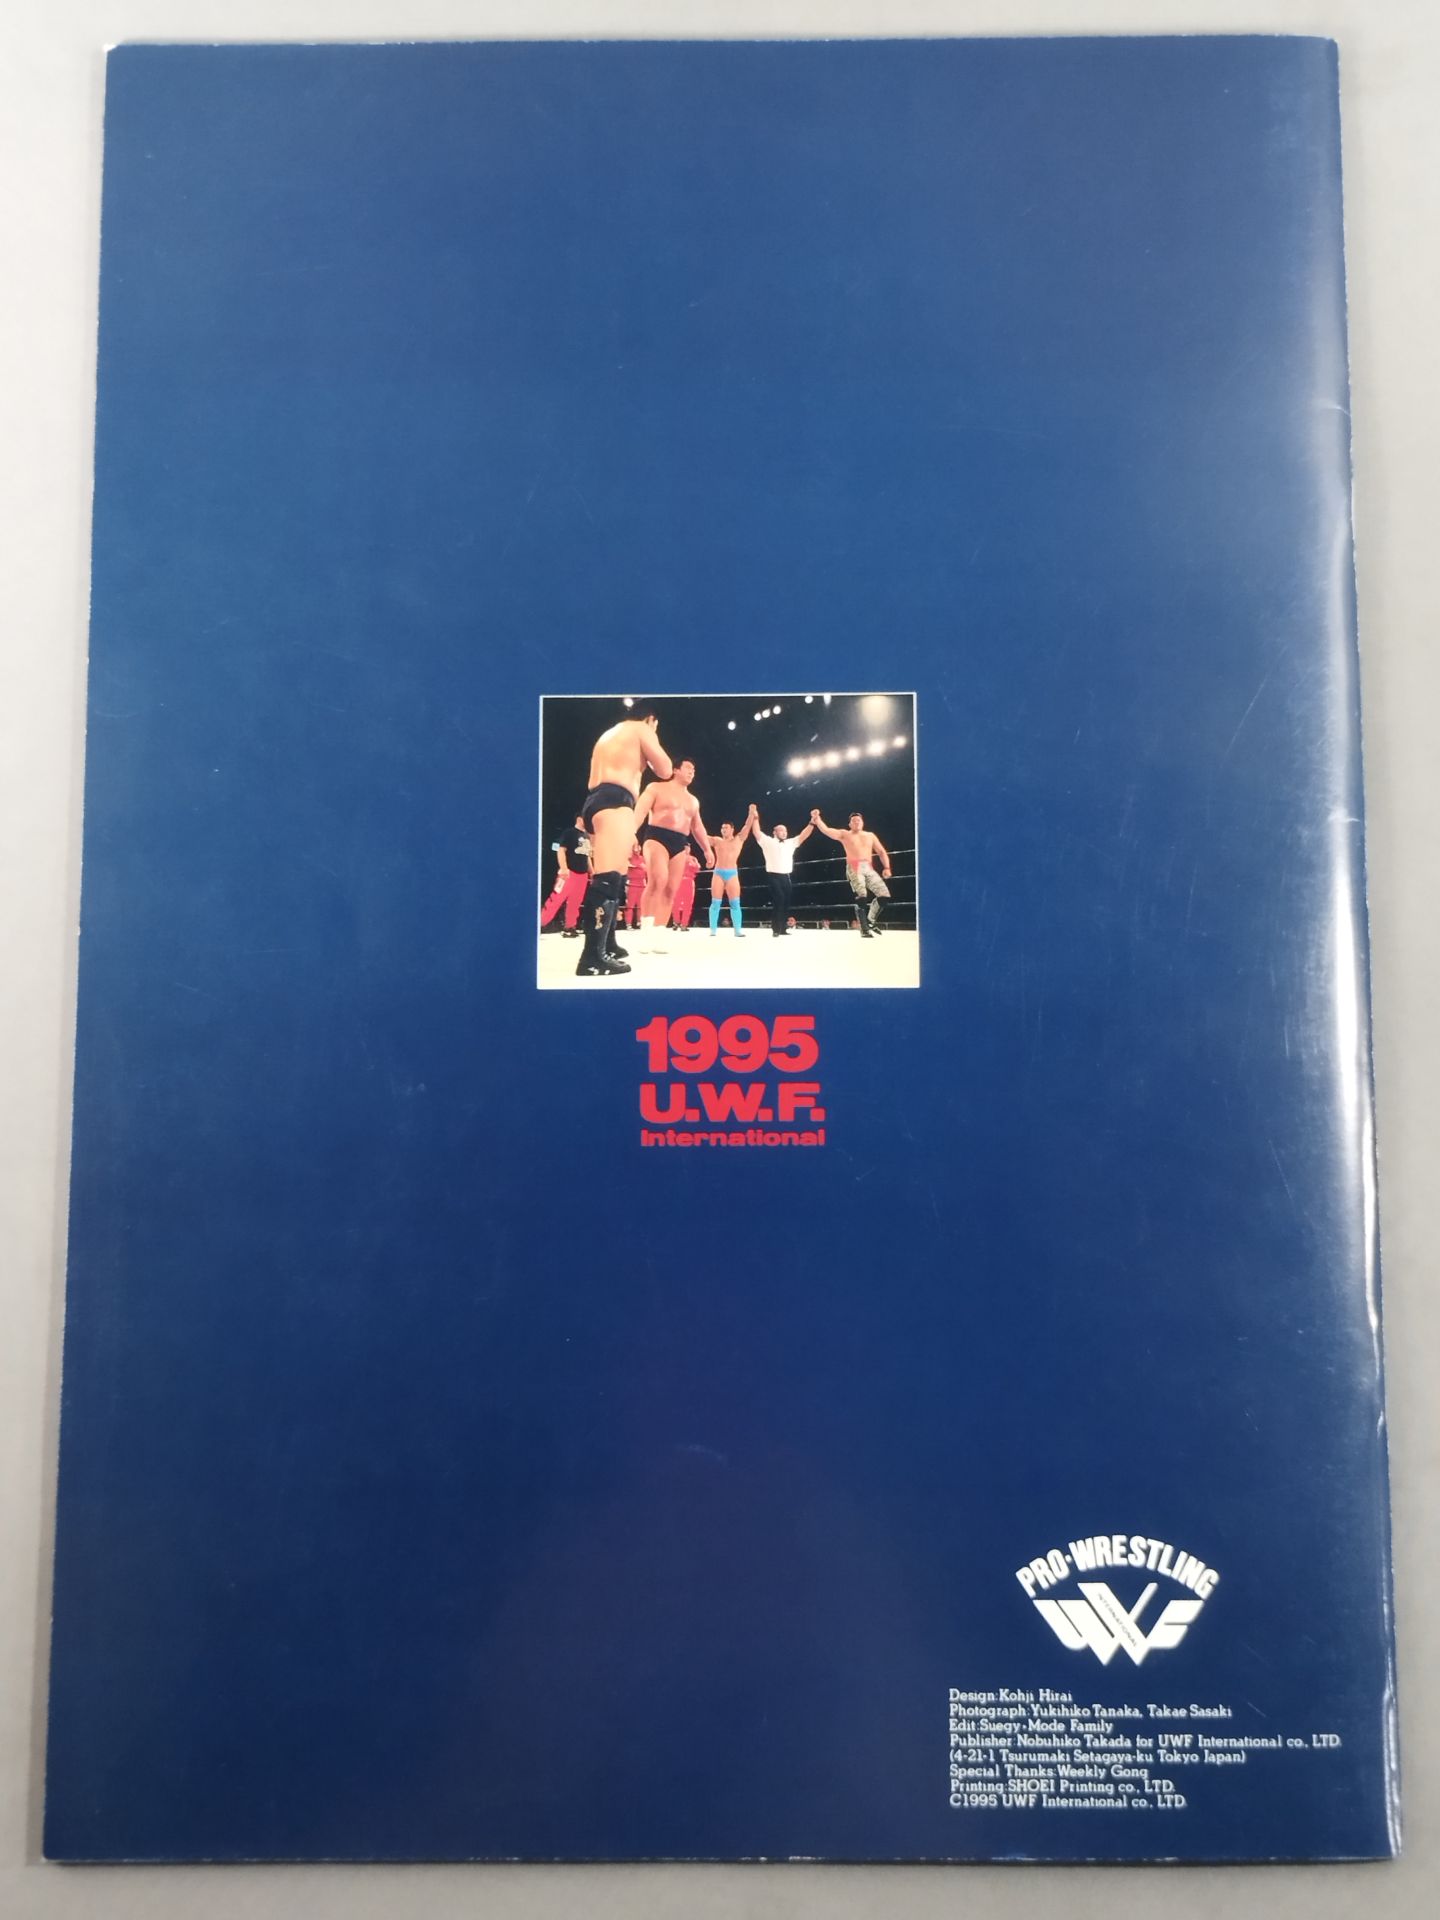 1995
U.W.F.
International
PRO-WRESTLING
UWF
INTERNATIONAL
Design:Kohji Hirai
Photograph:Yukihiko Tanaka, Takae Sasaki
Edit:Suegy•Mode Family
Publisher:Nobuhiko Takada for UWF International co., LTD.
(4-21-1 Tsurumaki Setagaya-ku Tokyo Japan)
Special Thanks:Weekly Gong
Printing:SHOEI Printing co., LTD.
C1995 UWF International co., LTD.